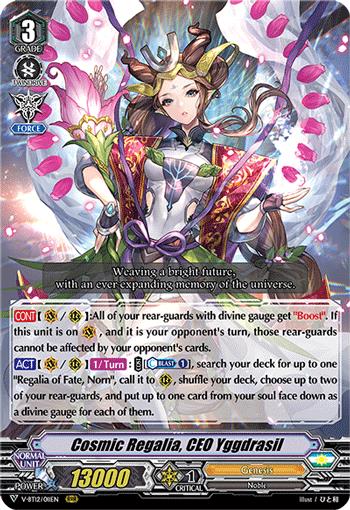 3
GRADE
TWIN DRIVE
FORCE
Weaving a bright future,
with an ever expanding memory of the universe.
CONT [ / ]:All of your rear-guards with divine gauge get "Boost". If
this unit is on , and it is your opponent's turn, those rear-guards
cannot be affected by your opponent's cards.
ACT [ / ] 1/Turn : [ BLAST 1], search your deck for up to one
"Regalia of Fate, Norn", call it to , shuffle your deck, choose up to two
of your rear-guards, and put up to one card from your soul face down as
a divine gauge for each of them.
Cosmic Regalia, CEO Yggdrasil
NORMAL
UNIT
POWER 13000 1 CRITICAL
Genesis
Noble
V-BT12/011EN RRR
illust / ひと和